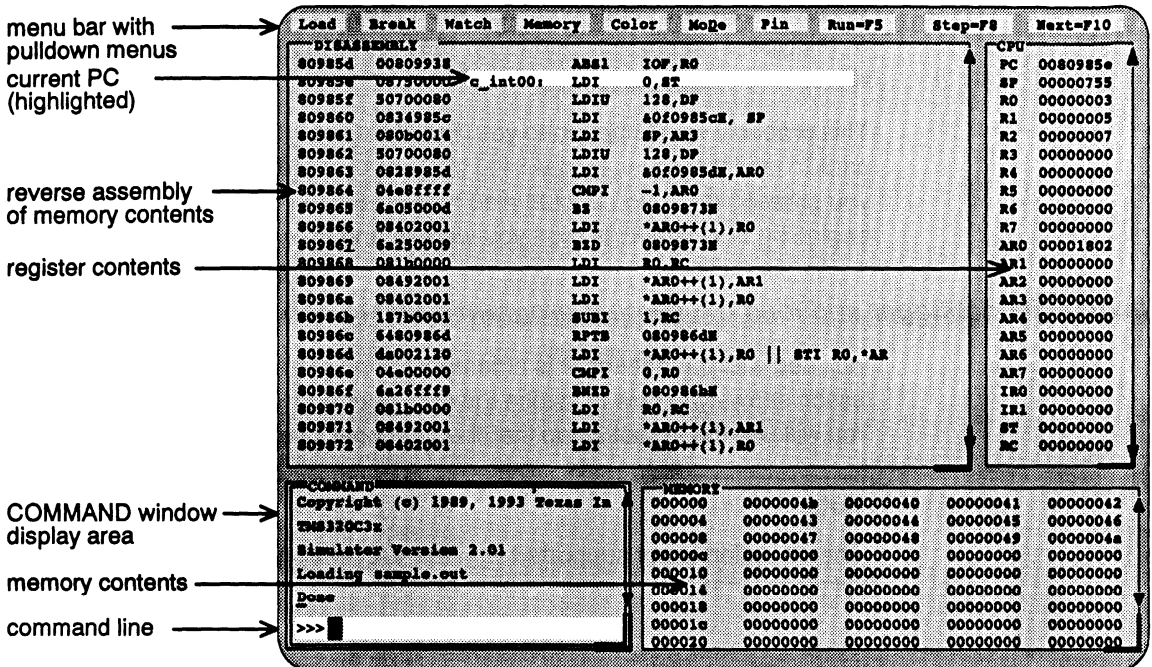 menu bar with
pulldown menus
current PC
(highlighted)
reverse assembly
of memory contents
register contents
COMMAND window
display area
memory contents
command line
Load Break Watch Memory Color MoDe Pin Run=F5 Step=F8 Next=F10
DISASSEMBLY
80985d 00809938 ABSI IOF,R0
80985e 08750000 c_int00: LDI 0,ST
80985f 50700080 LDIU 128,DP
809860 0834985c LDI &0f0985cH, SP
809861 080b0014 LDI SP,AR3
809862 50700080 LDIU 128,DP
809863 0828985d LDI &0f0985dH,AR0
809864 04e8ffff CMPI -1,AR0
809865 6a05000d BZ 0809873H
809866 08402001 LDI *AR0++(1),R0
809867 6a250009 BZD 0809873H
809868 081b0000 LDI R0,RC
809869 08492001 LDI *AR0++(1),AR1
80986a 08402001 LDI *AR0++(1),R0
80986b 187b0001 SUBI 1,RC
80986c 6480986d RPTB 080986dH
80986d da002120 LDI *AR0++(1),R0 || STI R0,*AR
80986e 04e00000 CMPI 0,R0
80986f 6a26fff9 BNZD 080986bH
809870 081b0000 LDI R0,RC
809871 08492001 LDI *AR0++(1),AR1
809872 08402001 LDI *AR0++(1),R0
CPU
PC 0080985e
SP 00000755
R0 00000003
R1 00000005
R2 00000007
R3 00000000
R4 00000000
R5 00000000
R6 00000000
R7 00000000
AR0 00001802
AR1 00000000
AR2 00000000
AR3 00000000
AR4 00000000
AR5 00000000
AR6 00000000
AR7 00000000
IR0 00000000
IR1 00000000
ST 00000000
RC 00000000
COMMAND
Copyright (c) 1989, 1993 Texas In
TMS320C3x
Simulator Version 2.01
Loading sample.out
Done
>>>
MEMORY
000000 0000004b 00000040 00000041 00000042
000004 00000043 00000044 00000045 00000046
000008 00000047 00000048 00000049 0000004a
00000c 00000000 00000000 00000000 00000000
000010 00000000 00000000 00000000 00000000
000014 00000000 00000000 00000000 00000000
000018 00000000 00000000 00000000 00000000
00001c 00000000 00000000 00000000 00000000
000020 00000000 00000000 00000000 00000000